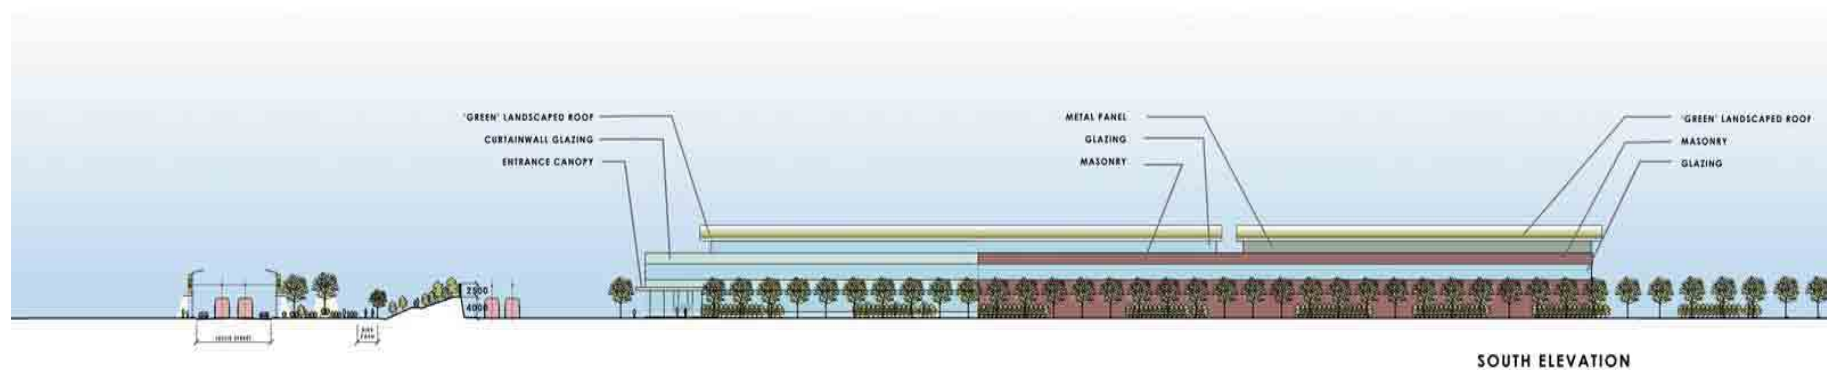 'GREEN' LANDSCAPED ROOF
CURTAINWALL GLAZING
ENTRANCE CANOPY
METAL PANEL
GLAZING
MASONRY
'GREEN' LANDSCAPED ROOF
MASONRY
GLAZING
2500
4000
STREET
SOUTH ELEVATION